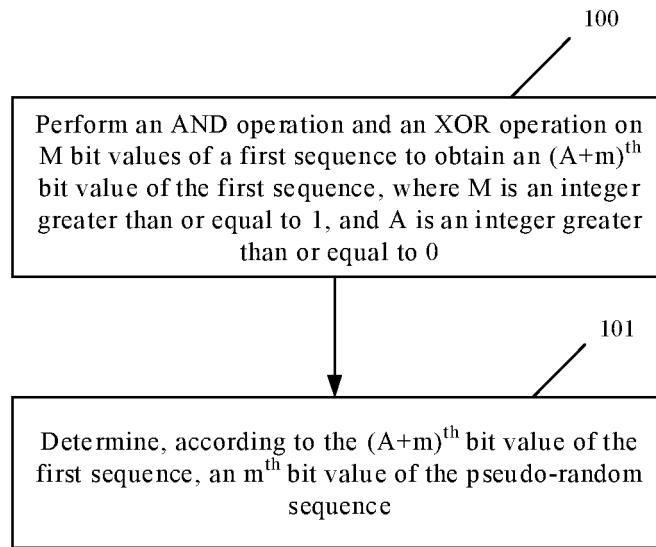 100
Perform an AND operation and an XOR operation on
M bit values of a first sequence to obtain an (A+m)th
bit value of the first sequence, where M is an integer
greater than or equal to 1, and A is an integer greater
than or equal to 0
101
Determine, according to the (A+m)th bit value of the
first sequence, an mth bit value of the pseudo-random
sequence